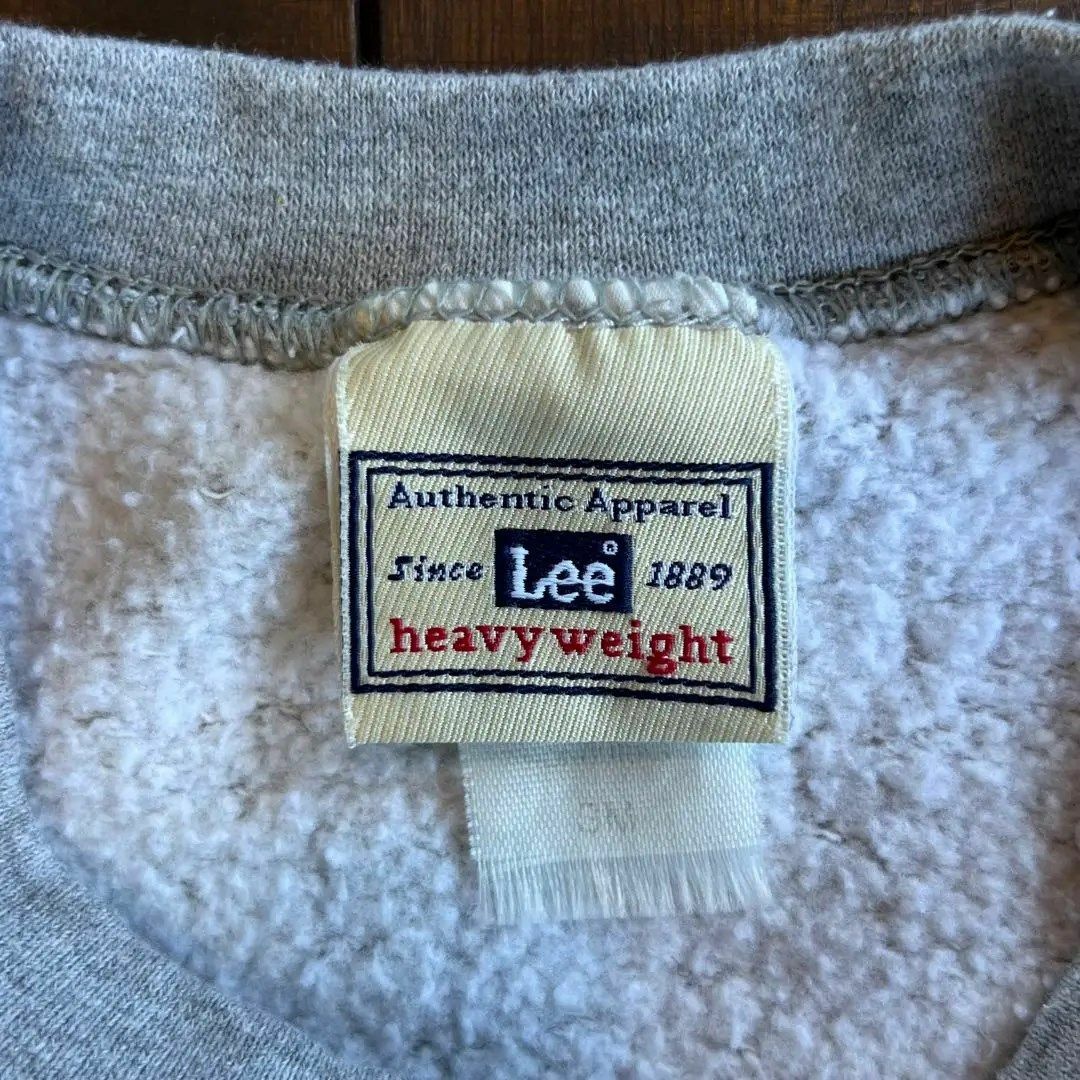 Authentic Apparel
Since Lee® 1889
heavyweight